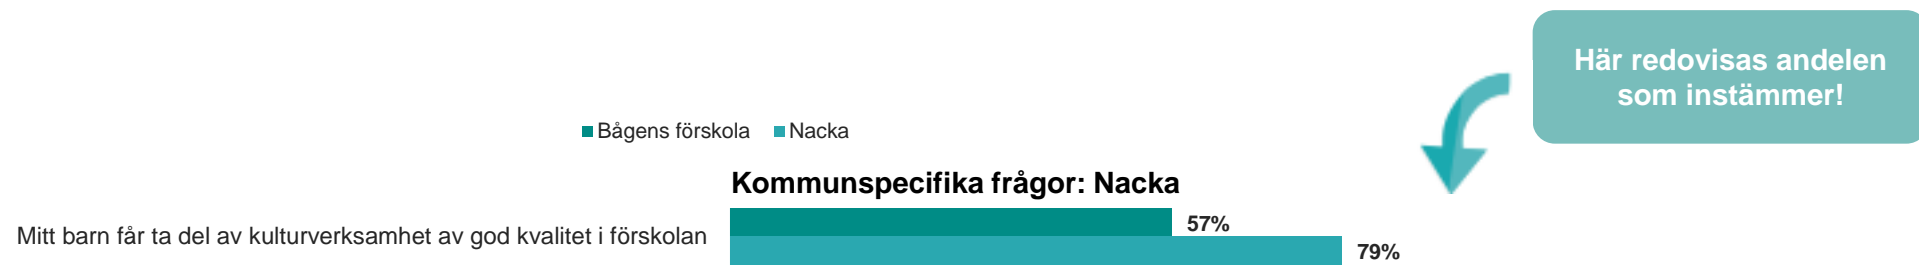 Här redovisas andelen
som instämmer!
Bågens förskola Nacka
Kommunspecifika frågor: Nacka
Mitt barn får ta del av kulturverksamhet av god kvalitet i förskolan
57%
79%